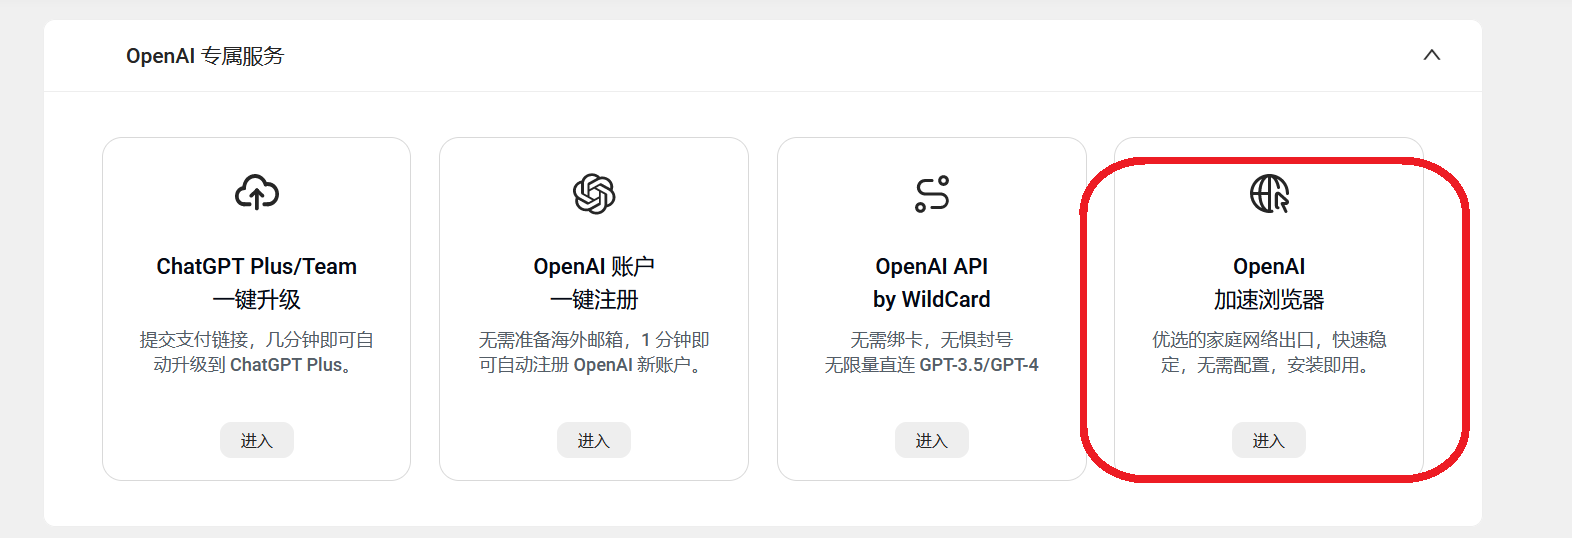 OpenAI 专属服务
ChatGPT Plus/Team
一键升级
提交支付链接，几分钟即可自
动升级到 ChatGPT Plus。
进入
OpenAI 账户
一键注册
无需准备海外邮箱，1 分钟即
可自动注册 OpenAI 新账户。
进入
OpenAI API
by WildCard
无需绑卡，无惧封号
无限量直连 GPT-3.5/GPT-4
进入
OpenAI
加速浏览器
优选的家庭网络出口，快速稳
定，无需配置，安装即用。
进入